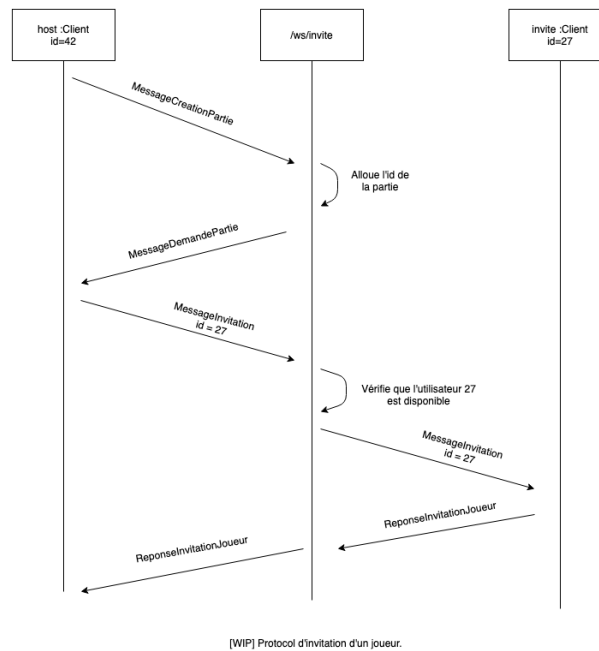 host :Client
id=42
/ws/invite
invite :Client
id=27
MessageCreationPartie
Alloue l'id de
la partie
MessageDemandePartie
MessageInvitation
id = 27
Vérifie que l'utilisateur 27
est disponible
MessageInvitation
id = 27
ReponseInvitationJoueur
ReponseInvitationJoueur
[WIP] Protocol d'invitation d'un joueur.